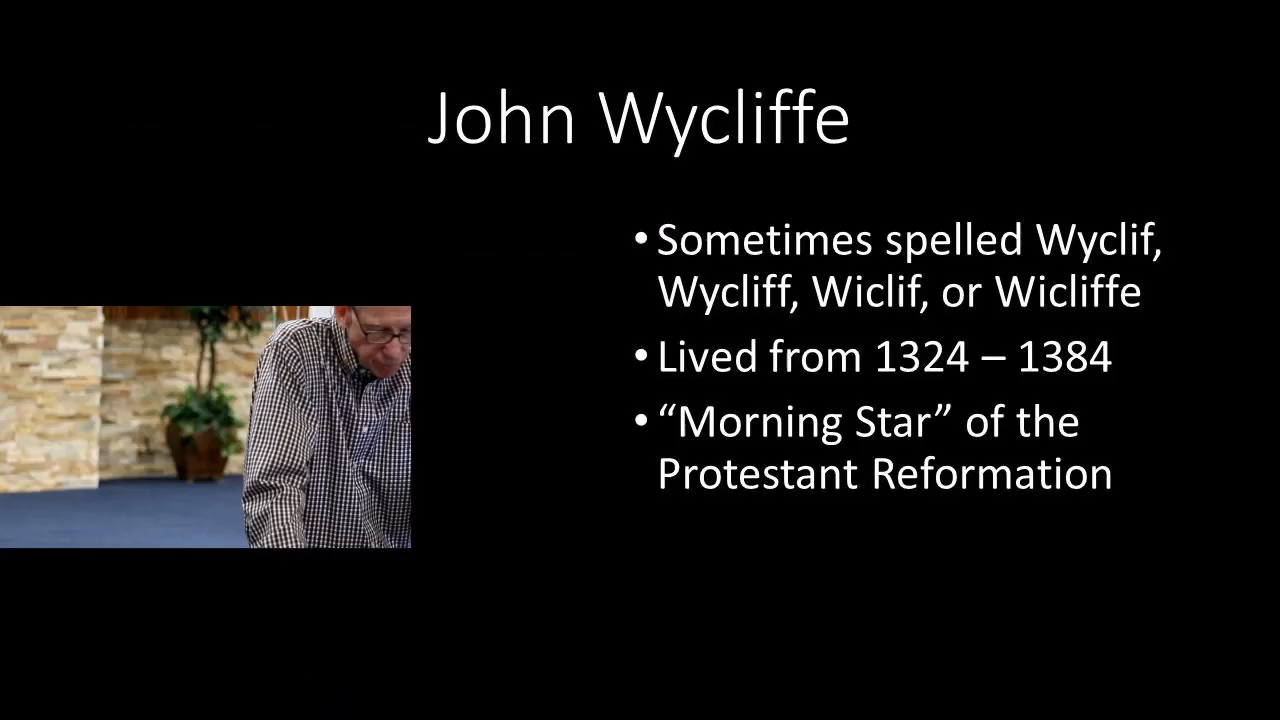 John Wycliffe
• Sometimes spelled Wyclif,
Wycliff, Wiclif, or Wicliffe
• Lived from 1324 – 1384
• “Morning Star” of the
Protestant Reformation